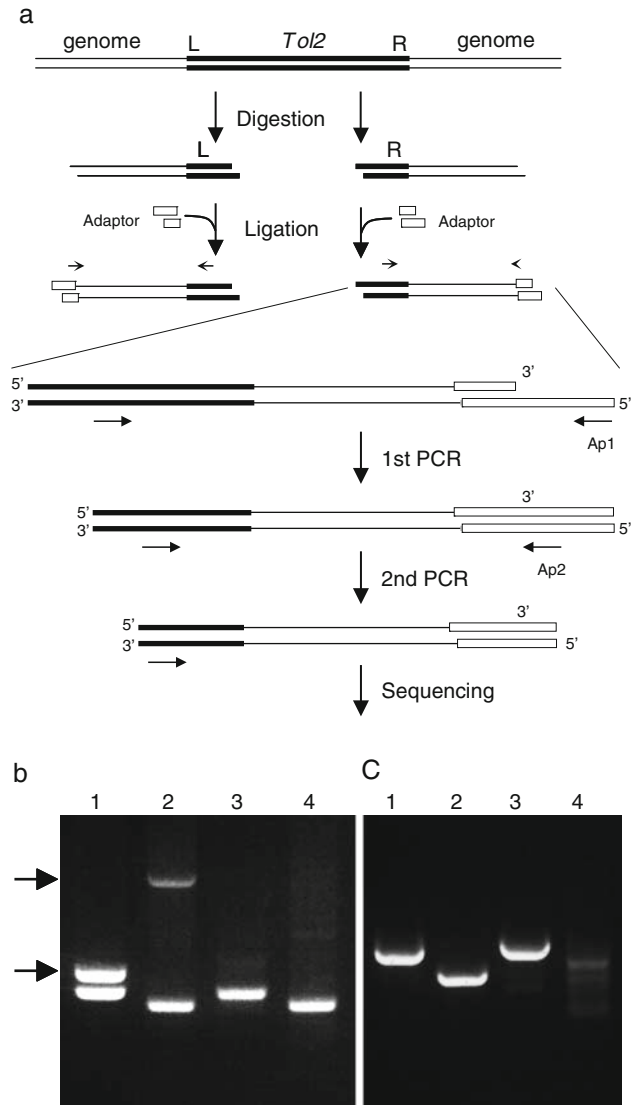 a
genome L Tol2 R genome
Digestion
L R
Adaptor Ligation Adaptor
3’
5’
3’ 5’
Ap1
1st PCR
3’
5’
3’ 5’
Ap2
2nd PCR
3’
5’
3’ 5’
Sequencing
b C
1 2 3 4 1 2 3 4